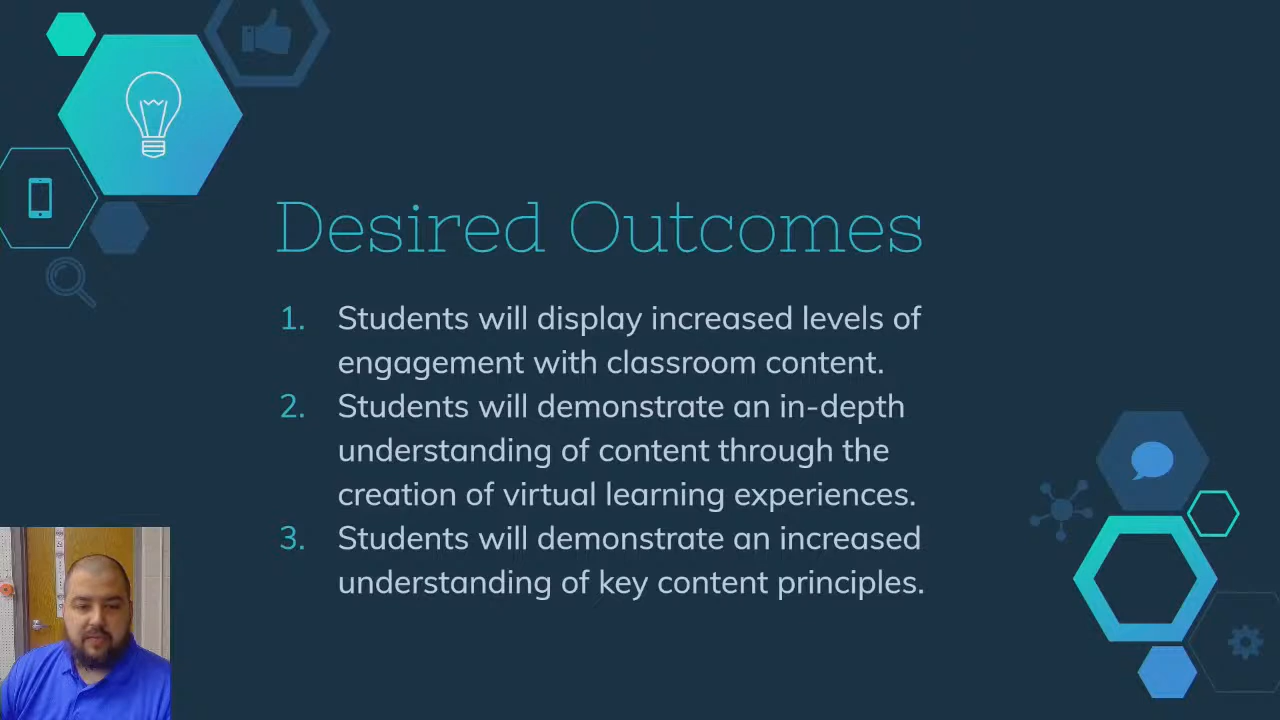 Desired Outcomes
1. Students will display increased levels of
engagement with classroom content.
2. Students will demonstrate an in-depth
understanding of content through the
creation of virtual learning experiences.
3. Students will demonstrate an increased
understanding of key content principles.